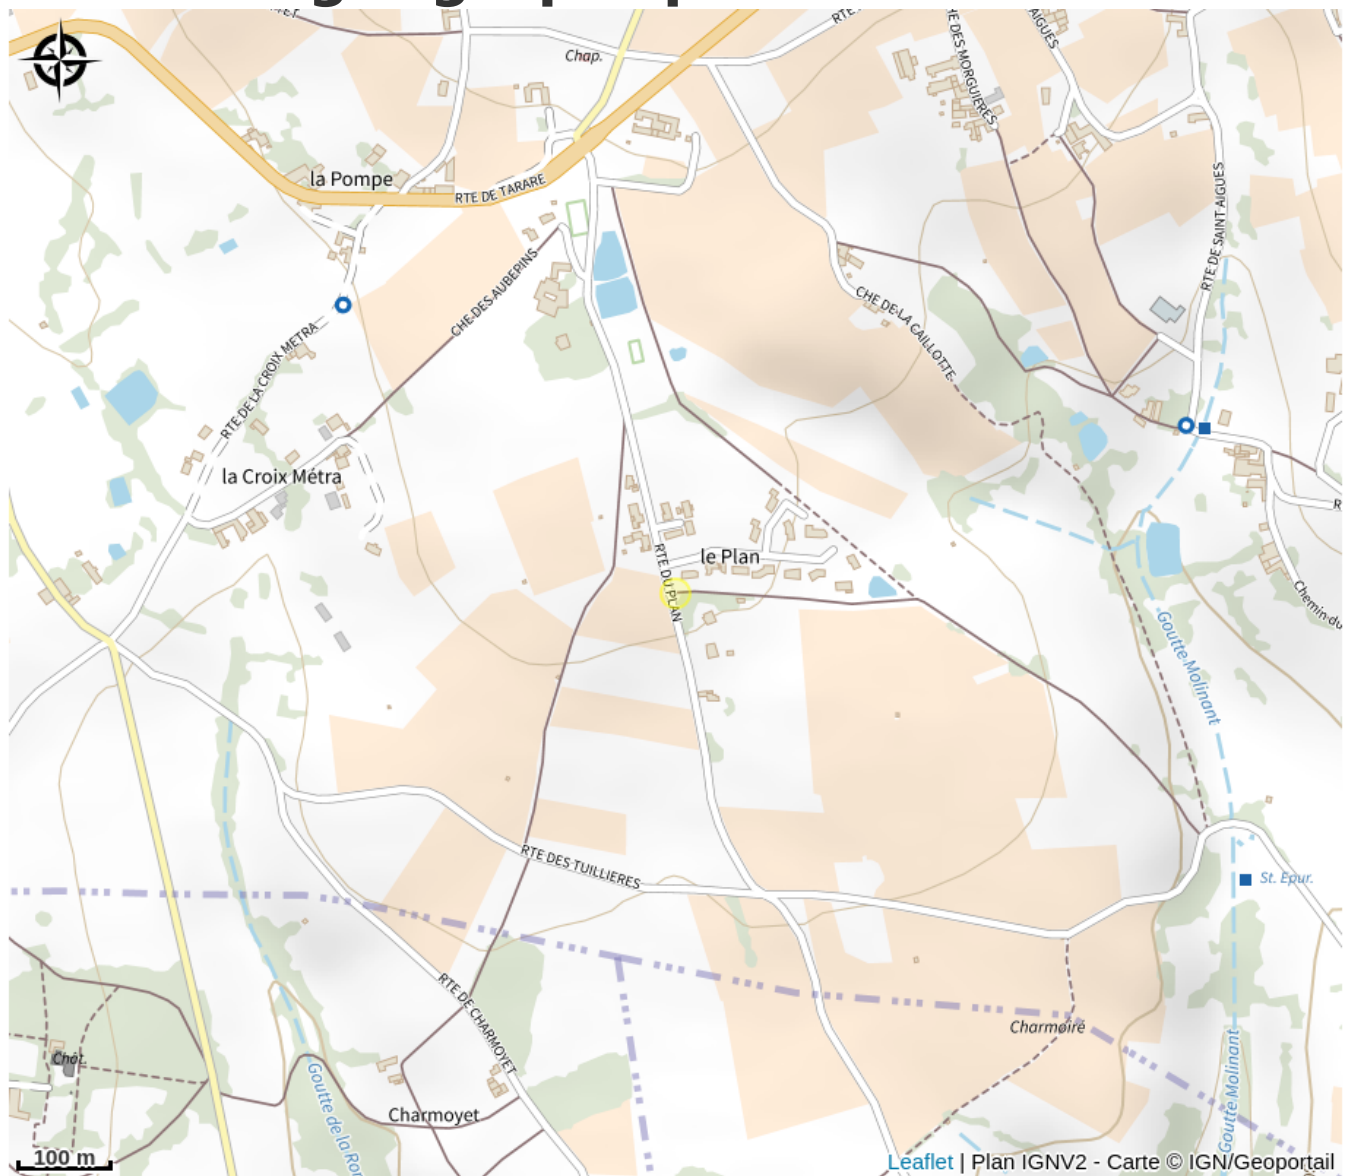 Chap.
CHE DES MORGUIERES
AIGUES
la Pompe
RTE DE TARARE
RTE DE SAINT AIGUES
CHE DES AUBEPINS
CHE DE LA CAILLOTTE
RTE DE LA CROIX METRA
la Croix Métra
le Plan
RTE DU PLAN
Chemin du
Goutte Molinant
RTE DES TUILLIERES
St. Epur.
RTE DE CHARMOYET
Charmoiré
Chât.
Goutte de la
Goutte Molinant
Charmoyet
100 m
Leaflet | Plan IGNV2 - Carte © IGN/Geoportail